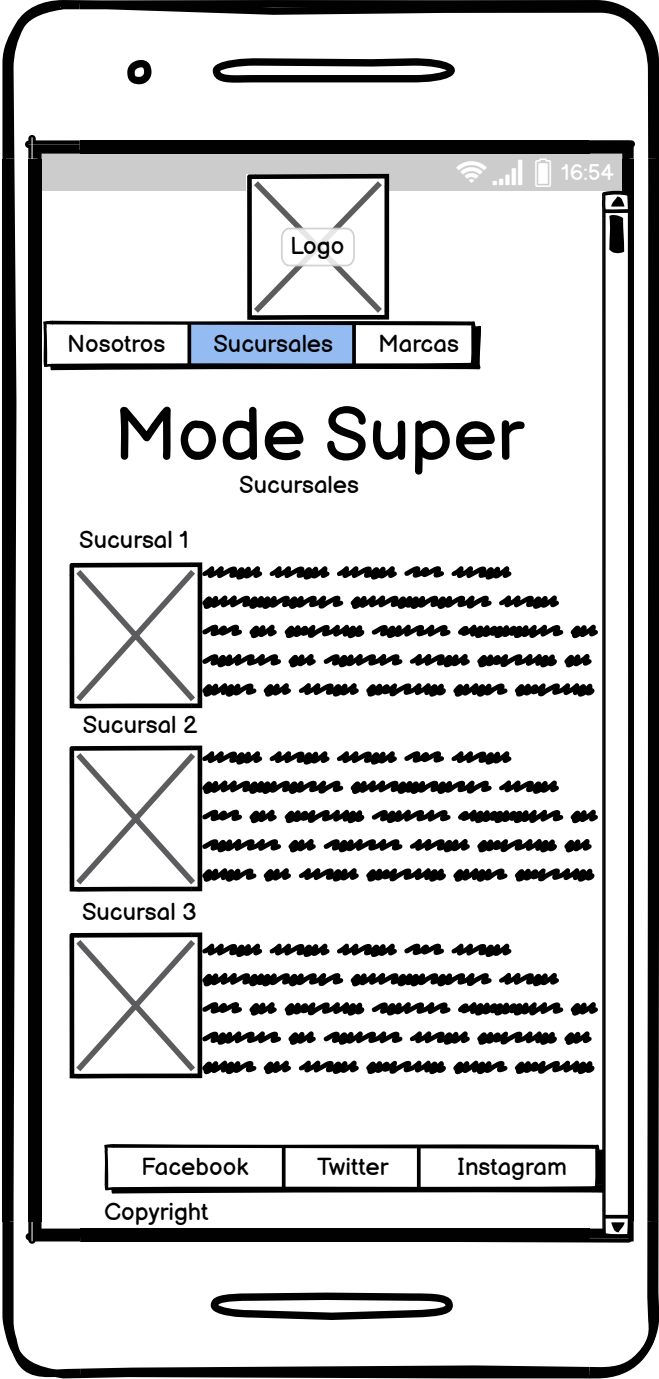 16:54
Logo
Nosotros Sucursales Marcas
Mode Super
Sucursales
Sucursal 1
Sucursal 2
Sucursal 3
Facebook Twitter Instagram
Copyright